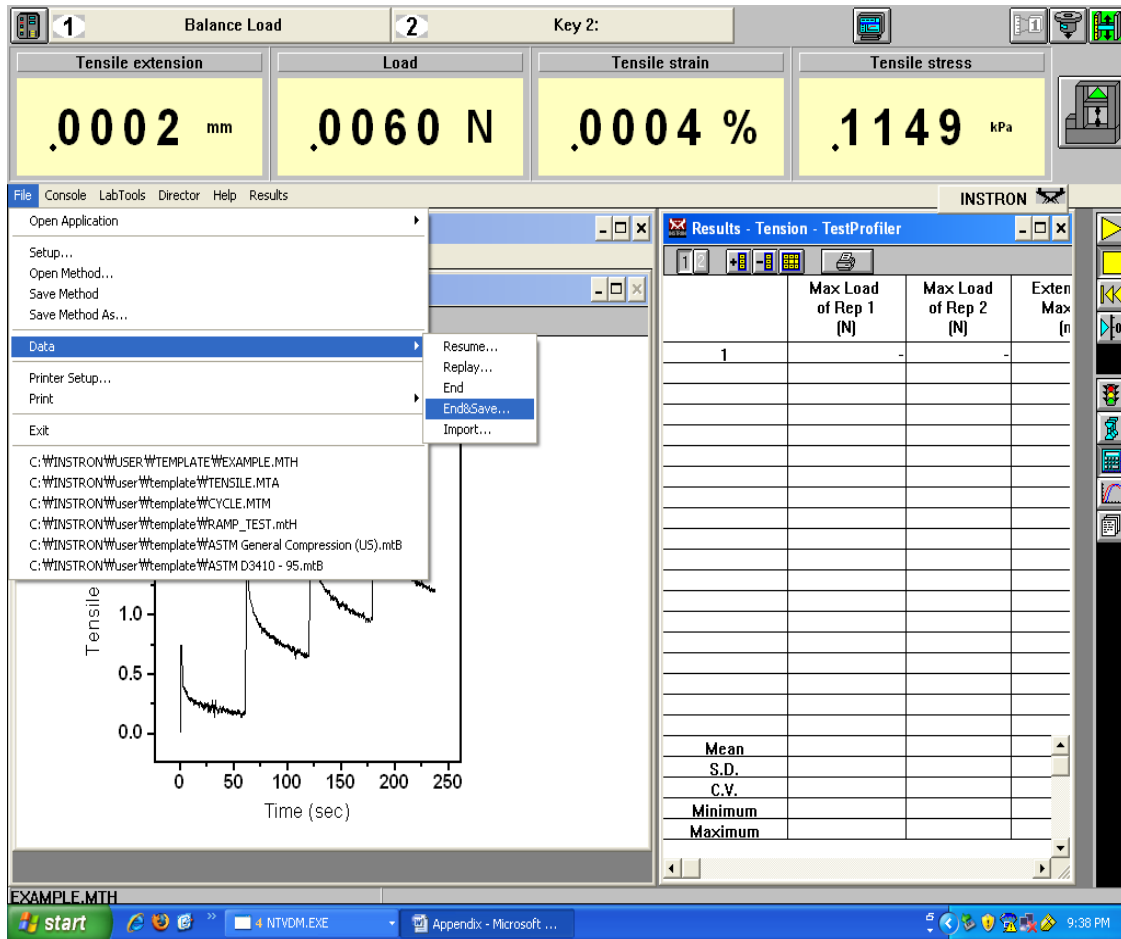 1 Balance Load 2 Key 2:
Tensile extension Load Tensile strain Tensile stress
.0002 mm .0060 N .0004 % .1149 kPa
File Console LabTools Director Help Results
INSTRON
Open Application
Setup...
Open Method...
Save Method
Save Method As...
Data
Printer Setup...
Print
Exit
C:₩INSTRON₩USER₩TEMPLATE₩EXAMPLE.MTH
C:₩INSTRON₩user₩template₩TENSILE.MTA
C:₩INSTRON₩user₩template₩CYCLE.MTM
C:₩INSTRON₩user₩template₩RAMP_TEST.mtH
C:₩INSTRON₩user₩template₩ASTM General Compression (US).mtB
C:₩INSTRON₩user₩template₩ASTM D3410 - 95.mtB
Resume...
Replay...
End
End&Save...
Import...
Tensile
1.0
0.5
0.0
0 50 100 150 200 250
Time (sec)
Results - Tension - TestProfiler
1 2
Max Load of Rep 1 (N)
Max Load of Rep 2 (N)
Exten
Max
1 - -
Mean
S.D.
C.V.
Minimum
Maximum
EXAMPLE.MTH
start 4 NTVDM.EXE Appendix - Microsoft ... 9:38 PM